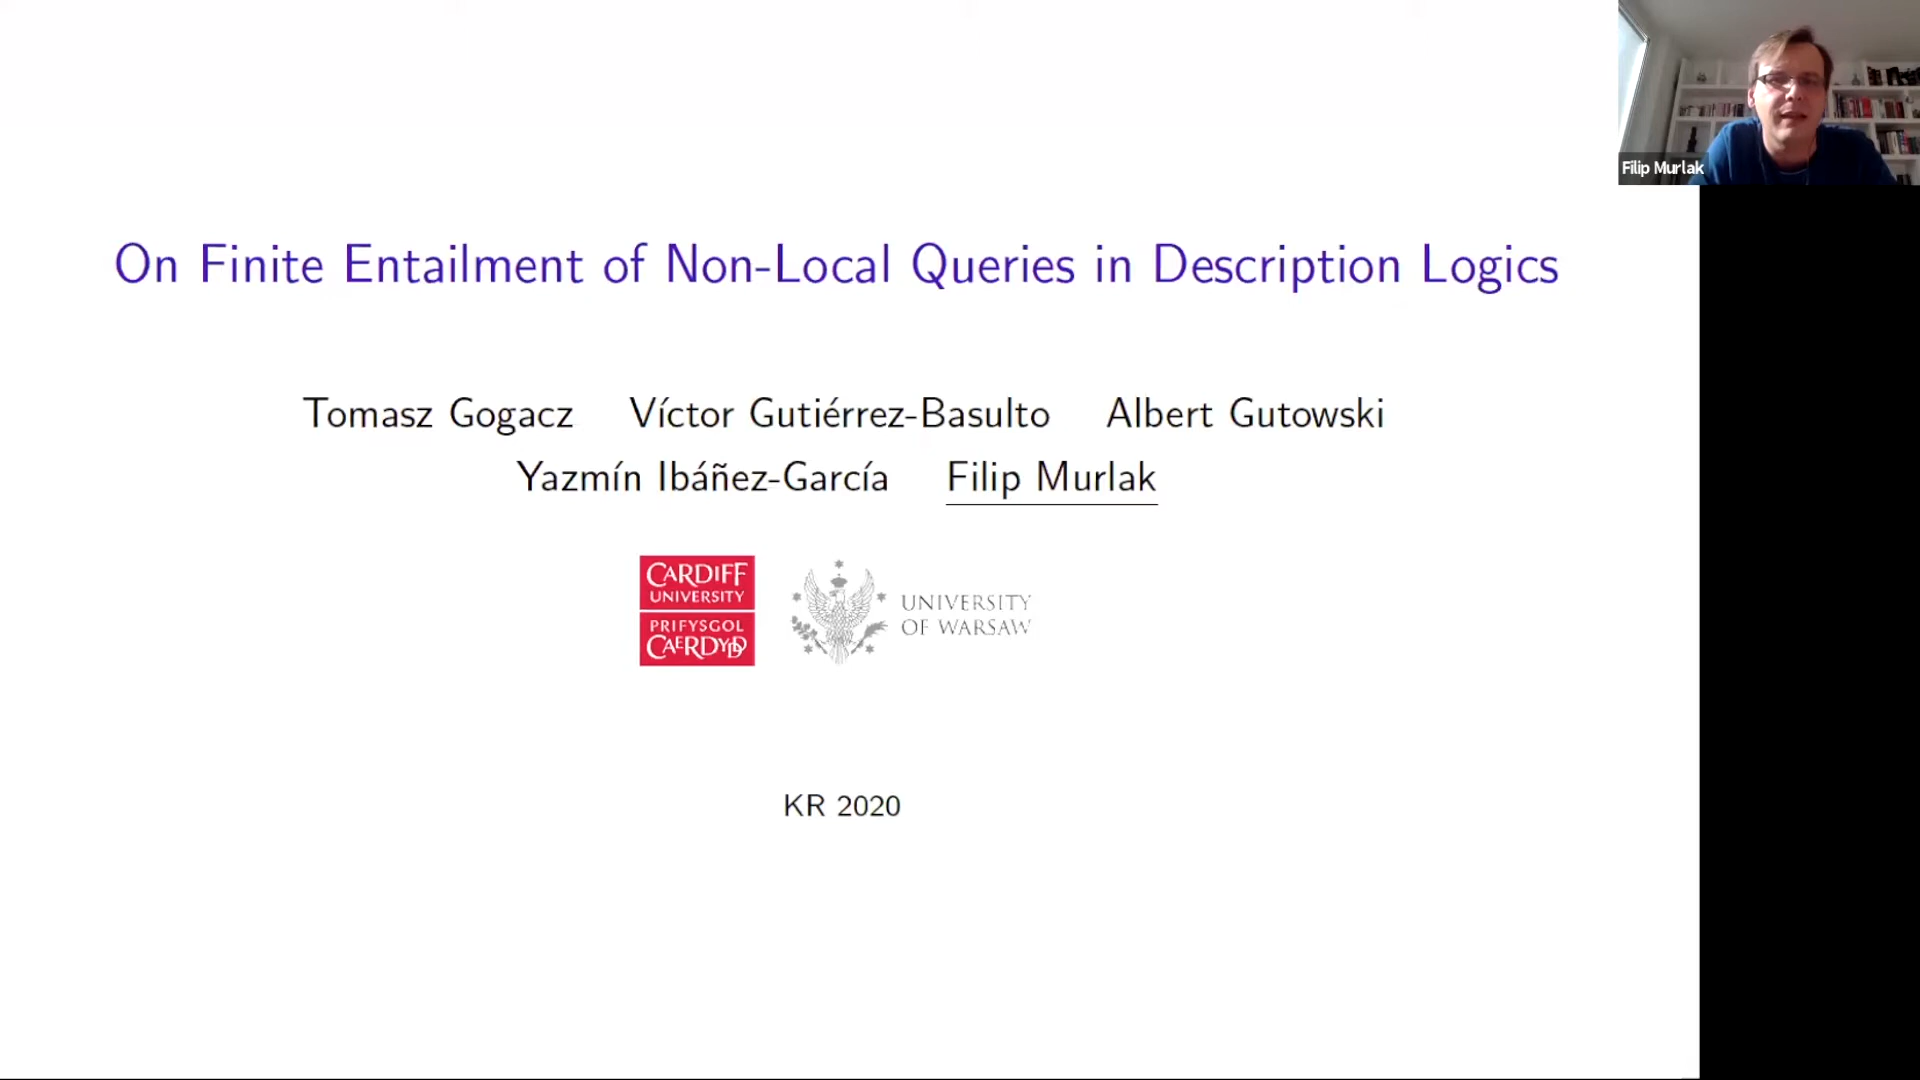 Filip Murlak
On Finite Entailment of Non-Local Queries in Description Logics
Tomasz Gogacz Víctor Gutiérrez-Basulto Albert Gutowski
Yazmín Ibáñez-García Filip Murlak
CARDIFF
UNIVERSITY
PRIFYSGOL
CAERDYDD
UNIVERSITY
OF WARSAW
KR 2020